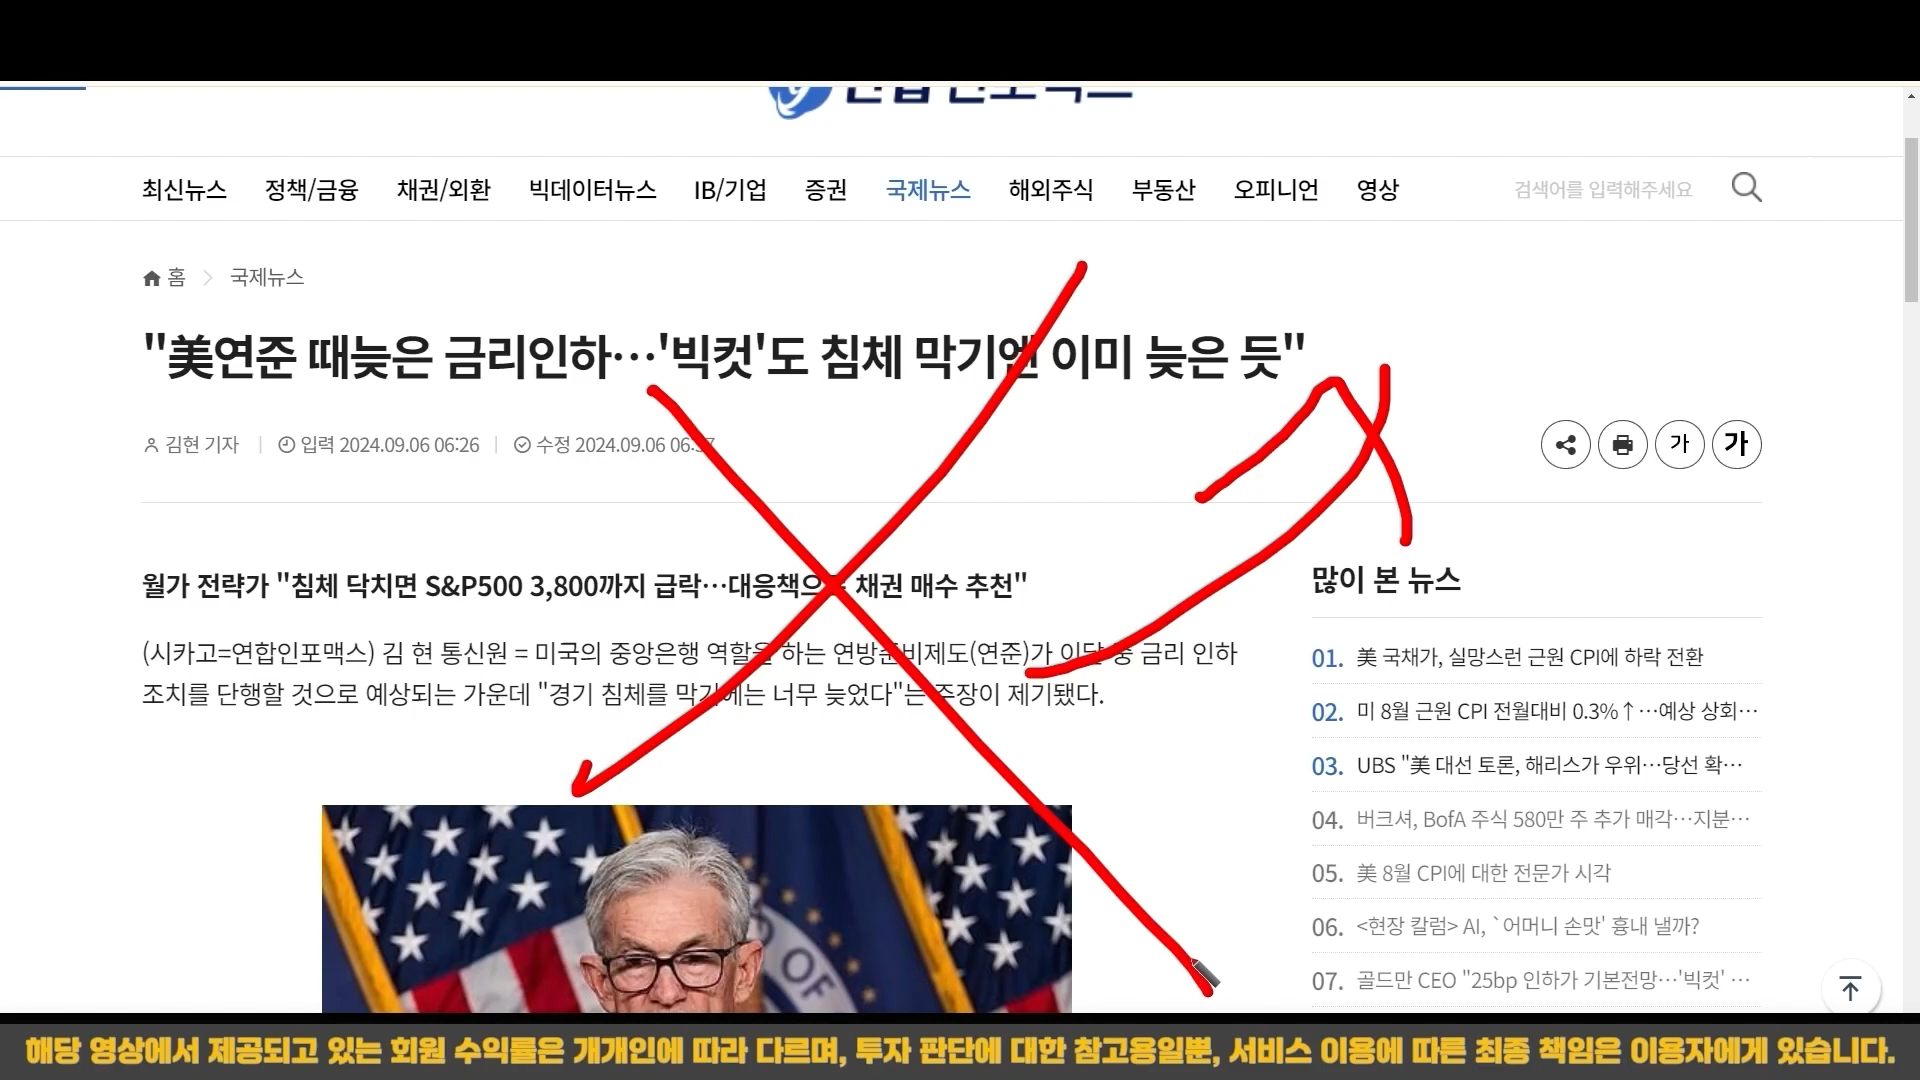 최신뉴스 정책/금융 채권/외환 빅데이터뉴스 IB/기업 증권 국제뉴스 해외주식 부동산 오피니언 영상 검색어를 입력해주세요
홈 국제뉴스
"美연준 때늦은 금리인하…'빅컷'도 침체 막기엔 이미 늦은 듯"
김현 기자 | 입력 2024.09.06 06:26 | 수정 2024.09.06
가 가
월가 전략가 "침체 닥치면 S&P500 3,800까지 급락…대응책으로 채권 매수 추천"
(시카고=연합인포맥스) 김 현 통신원 = 미국의 중앙은행 역할을 하는 연방준비제도(연준)가 이달 중 금리 인하
조치를 단행할 것으로 예상되는 가운데 "경기 침체를 막기에는 너무 늦었다"는 주장이 제기됐다.
많이 본 뉴스
01. 美 국채가, 실망스런 근원 CPI에 하락 전환
02. 미 8월 근원 CPI 전월대비 0.3%↑…예상 상회…
03. UBS "美 대선 토론, 해리스가 우위…당선 확…
04. 버크셔, BofA 주식 580만 주 추가 매각…지분…
05. 美 8월 CPI에 대한 전문가 시각
06. <현장 칼럼> AI, `어머니 손맛' 흉내 낼까?
07. 골드만 CEO "25bp 인하가 기본전망…'빅컷' …
OF
해당 영상에서 제공되고 있는 회원 수익률은 개개인에 따라 다르며, 투자 판단에 대한 참고용일뿐, 서비스 이용에 따른 최종 책임은 이용자에게 있습니다.